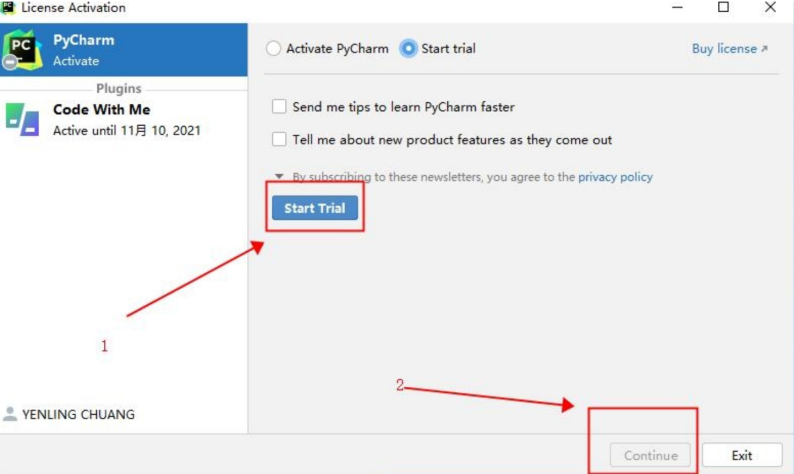 License Activation
PC
PyCharm
Activate
Plugins
Code With Me
Active until 11月 10, 2021
YENLING CHUANG
Activate PyCharm
Start trial
Buy license
Send me tips to learn PyCharm faster
Tell me about new product features as they come out
By subscribing to these newsletters, you agree to the privacy policy
Start Trial
1
2
Continue
Exit